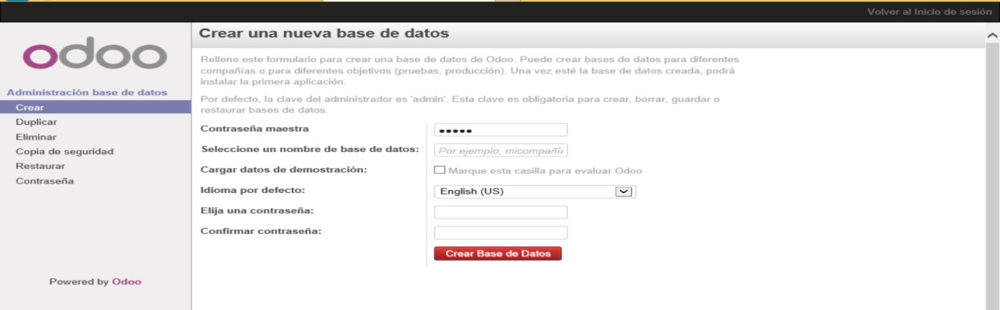 Volver al Inicio de sesión
odoo
Administración base de datos
Crear
Duplicar
Eliminar
Copia de seguridad
Restaurar
Contraseña
Powered by Odoo
Crear una nueva base de datos
Rellene este formulario para crear una base de datos de Odoo. Puede crear bases de datos para diferentes
compañías o para diferentes objetivos (pruebas, producción). Una vez esté la base de datos creada, podrá
instalar la primera aplicación.
Por defecto, la clave del administrador es 'admin'. Esta clave es obligatoria para crear, borrar, guardar o
restaurar bases de datos.
Contraseña maestra
•••••
Seleccione un nombre de base de datos:
Por ejemplo, micompañía
Cargar datos de demostración:
Marque esta casilla para evaluar Odoo
Idioma por defecto:
English (US)
Elija una contraseña:
Confirmar contraseña:
Crear Base de Datos